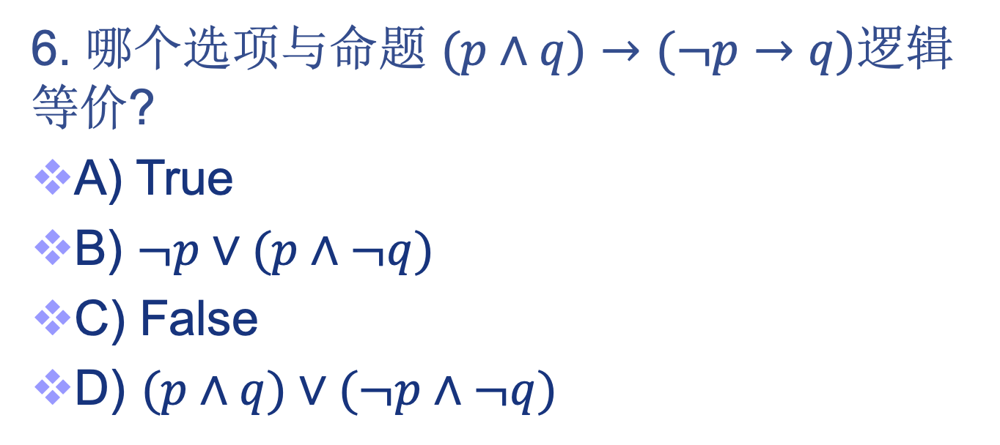 6. 哪个选项与命题 (𝑝 ∧ 𝑞) → (¬𝑝 → 𝑞)逻辑
等价?
❖A) True
❖B) ¬𝑝 ∨ (𝑝 ∧ ¬𝑞)
❖C) False
❖D) (𝑝 ∧ 𝑞) ∨ (¬𝑝 ∧ ¬𝑞)